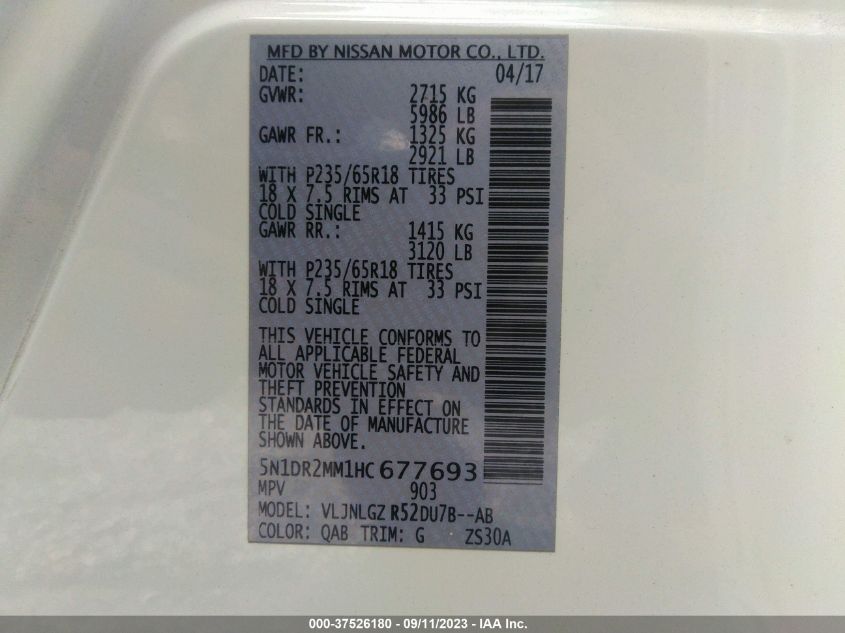 MFD BY NISSAN MOTOR CO., LTD.
DATE: 04/17
GVWR: 2715 KG
5986 LB
GAWR FR.: 1325 KG
2921 LB
WITH P235/65R18 TIRES
18 X 7.5 RIMS AT 33 PSI
COLD SINGLE
GAWR RR.: 1415 KG
3120 LB
WITH P235/65R18 TIRES
18 X 7.5 RIMS AT 33 PSI
COLD SINGLE
THIS VEHICLE CONFORMS TO
ALL APPLICABLE FEDERAL
MOTOR VEHICLE SAFETY AND
THEFT PREVENTION
STANDARDS IN EFFECT ON
THE DATE OF MANUFACTURE
SHOWN ABOVE.
5N1DR2MM1HC677693
MPV 903
MODEL: VLJNLGZ R52DU7B--AB
COLOR: QAB TRIM: G ZS30A
000-37526180 - 09/11/2023 - IAA Inc.